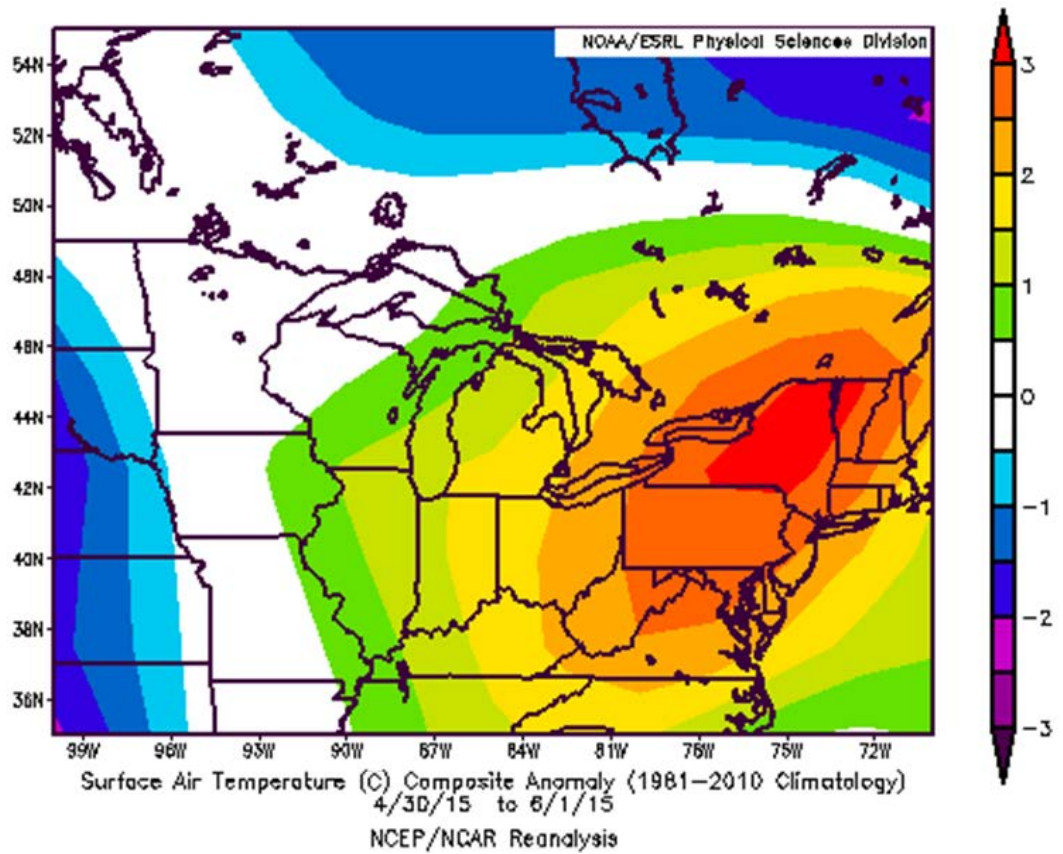 NOAA/ESRL Physical Sciences Division
54N
52N
50N
48N
46N
44N
42N
40N
38N
36N
3
2
1
0
-1
-2
-3
99W 96W 93W 90W 87W 84W 81W 78W 75W 72W
Surface Air Temperature (C) Composite Anomaly (1981-2010 Climatology)
4/30/15 to 6/1/15
NCEP/NCAR Reanalysis